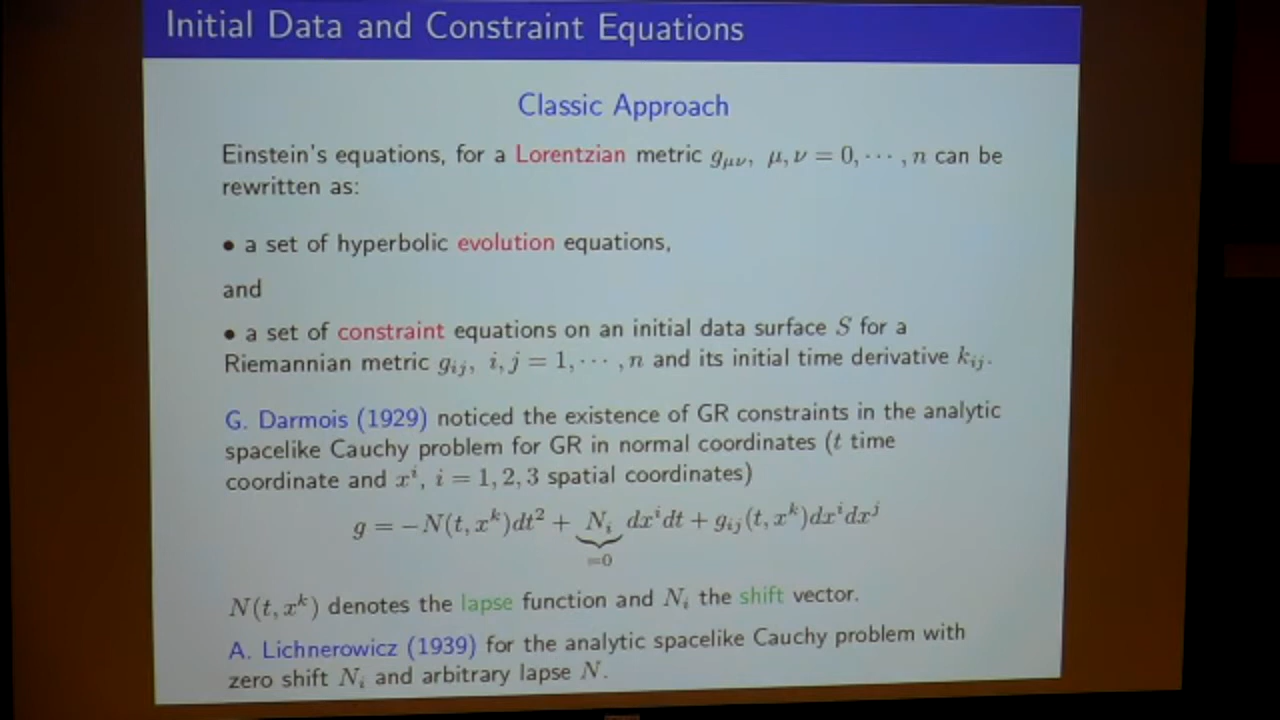 Initial Data and Constraint Equations
Classic Approach
Einstein's equations, for a Lorentzian metric g_{μν}, μ, ν = 0, ⋯ , n can be
rewritten as:
• a set of hyperbolic evolution equations,
and
• a set of constraint equations on an initial data surface S for a
Riemannian metric g_{ij}, i, j = 1, ⋯ , n and its initial time derivative k_{ij}.
G. Darmois (1929) noticed the existence of GR constraints in the analytic
spacelike Cauchy problem for GR in normal coordinates (t time
coordinate and x^i, i = 1, 2, 3 spatial coordinates)
g = −N(t, x^k)dt^2 + N_i dx^i dt + g_{ij}(t, x^k)dx^i dx^j
=0
N(t, x^k) denotes the lapse function and N_i the shift vector.
A. Lichnerowicz (1939) for the analytic spacelike Cauchy problem with
zero shift N_i and arbitrary lapse N.